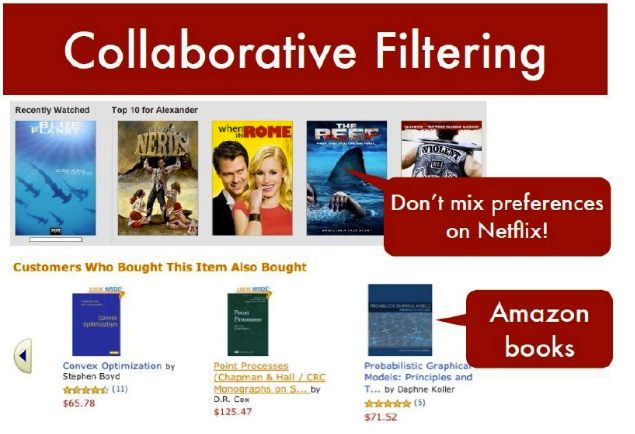 Collaborative Filtering
Recently Watched
Top 10 for Alexander
BLUE
PLANET
NERDS
when
in ROME
THE
REEF
VIOLENT
Don't mix preferences
on Netflix!
Customers Who Bought This Item Also Bought
LOOK INSIDE!
Convex
Optimization
LOOK INSIDE!
Point
Processes
Amazon
books
Convex Optimization by
Stephen Boyd
(11)
$65.78
Point Processes
(Chapman & Hall / CRC
Monographs on S... by
D.R. Cox
$125.47
Probabilistic Graphical
Models: Principles and
T... by Daphne Koller
(5)
$71.52